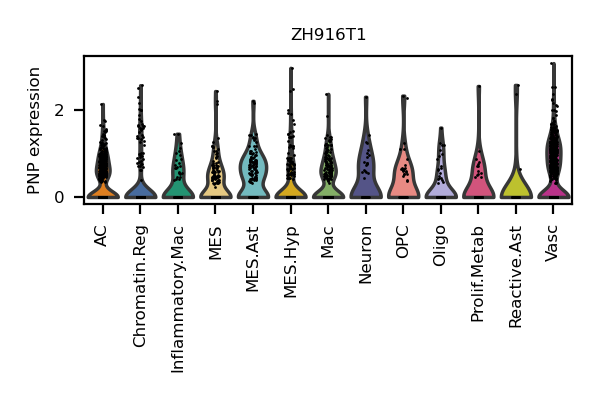 ZH916T1
PNP expression
2
0
AC
Chromatin.Reg
Inflammatory.Mac
MES
MES.Ast
MES.Hyp
Mac
Neuron
OPC
Oligo
Prolif.Metab
Reactive.Ast
Vasc